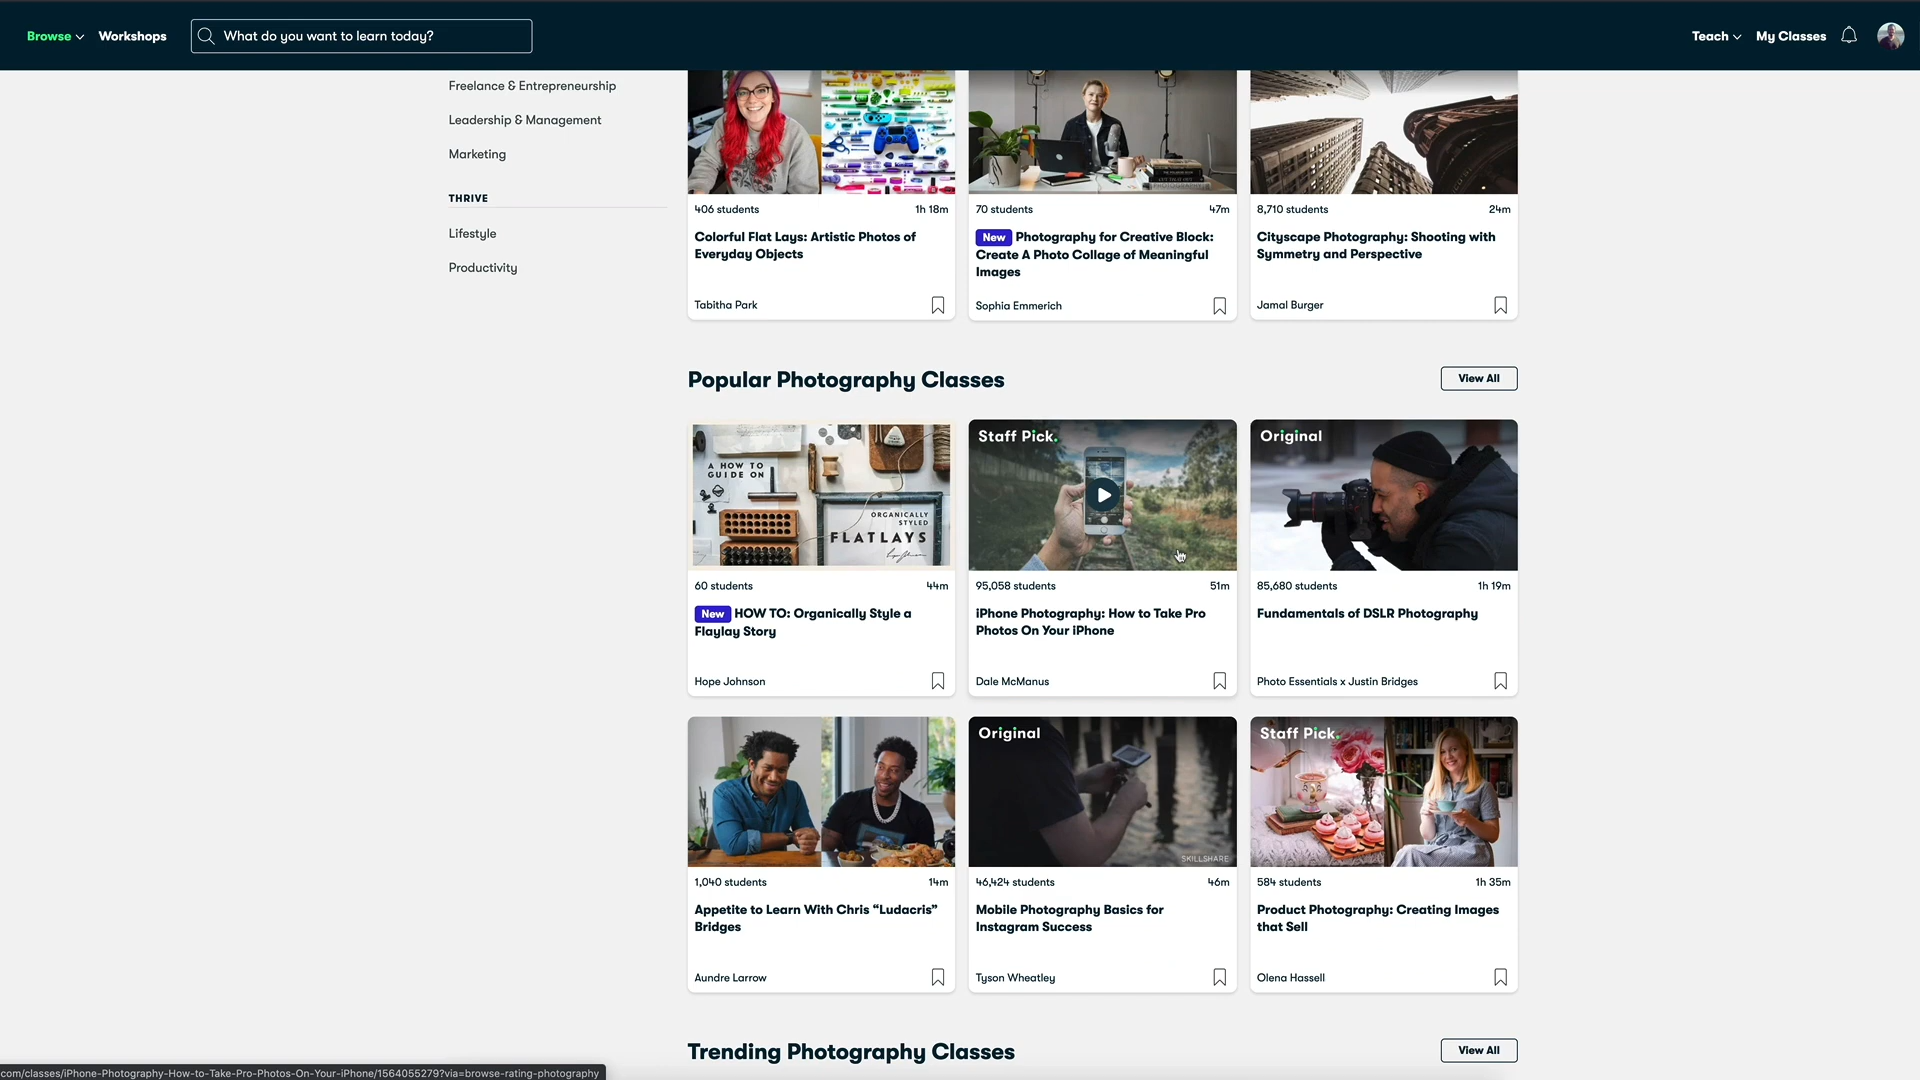 Browse
Workshops
What do you want to learn today?
Teach
My Classes
Freelance & Entrepreneurship
Leadership & Management
Marketing
THRIVE
Lifestyle
Productivity
406 students 1h 18m
Colorful Flat Lays: Artistic Photos of
Everyday Objects
Tabitha Park
70 students 47m
New Photography for Creative Block:
Create A Photo Collage of Meaningful
Images
Sophia Emmerich
8,710 students 24m
Cityscape Photography: Shooting with
Symmetry and Perspective
Jamal Burger
Popular Photography Classes
View All
A HOW TO
GUIDE ON
ORGANICALLY
STYLED
FLATLAYS
60 students 44m
New HOW TO: Organically Style a
Flaylay Story
Hope Johnson
Staff Pick.
95,058 students 51m
iPhone Photography: How to Take Pro
Photos On Your iPhone
Dale McManus
Original
85,680 students 1h 19m
Fundamentals of DSLR Photography
Photo Essentials x Justin Bridges
1,040 students 14m
Appetite to Learn With Chris “Ludacris”
Bridges
Aundre Larrow
Original
SKILLSHARE
46,424 students 46m
Mobile Photography Basics for
Instagram Success
Tyson Wheatley
Staff Pick.
584 students 1h 35m
Product Photography: Creating Images
that Sell
Olena Hassell
Trending Photography Classes
View All
com/classes/iPhone-Photography-How-to-Take-Pro-Photos-On-Your-iPhone/1564055279?via=browse-rating-photography